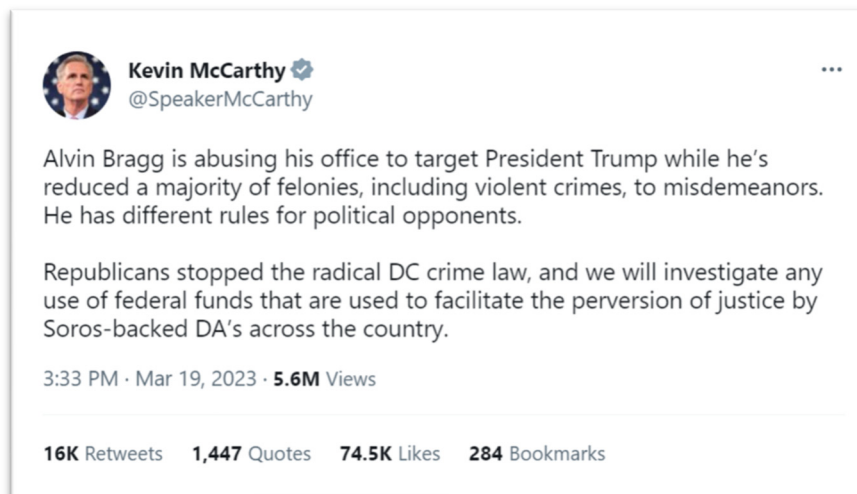 Kevin McCarthy
@SpeakerMcCarthy
Alvin Bragg is abusing his office to target President Trump while he's
reduced a majority of felonies, including violent crimes, to misdemeanors.
He has different rules for political opponents.
Republicans stopped the radical DC crime law, and we will investigate any
use of federal funds that are used to facilitate the perversion of justice by
Soros-backed DA's across the country.
3:33 PM · Mar 19, 2023 · 5.6M Views
16K Retweets 1,447 Quotes 74.5K Likes 284 Bookmarks